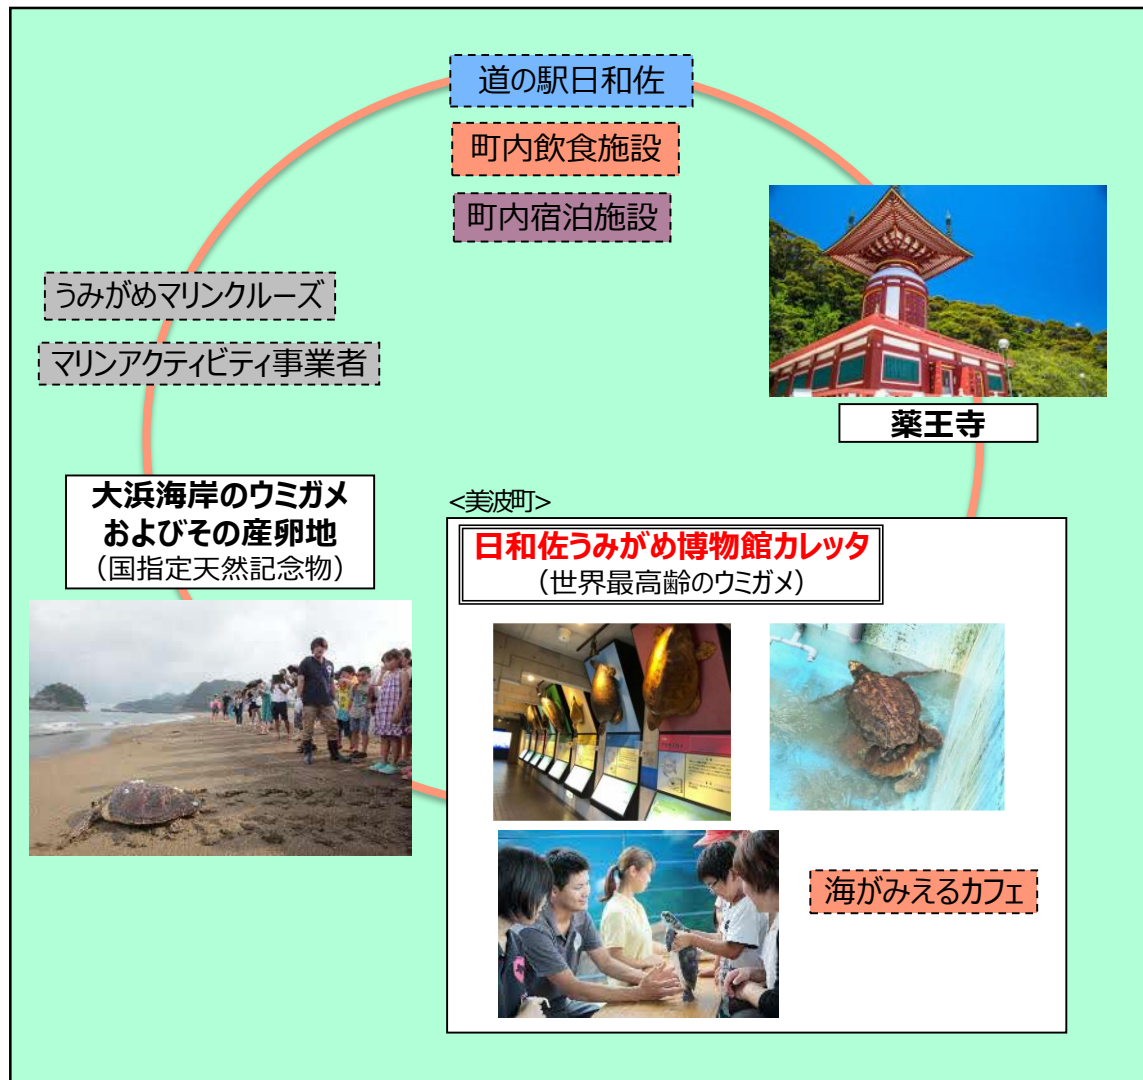 道の駅日和佐
町内飲食施設
町内宿泊施設
うみがめマリンクルーズ
マリンアクティビティ事業者
薬王寺
大浜海岸のウミガメ
およびその産卵地
（国指定天然記念物）
<美波町>
日和佐うみがめ博物館カレッタ
（世界最高齢のウミガメ）
海がみえるカフェ